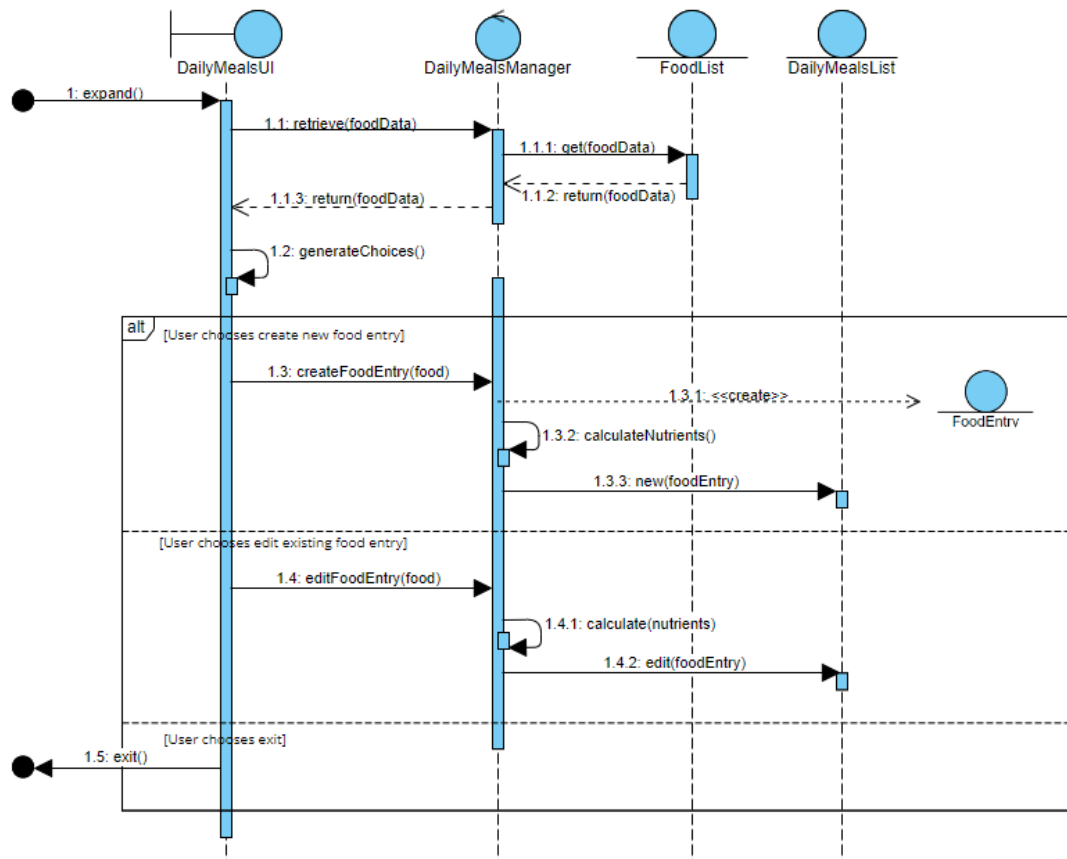 DailyMealsUI
DailyMealsManager
FoodList
DailyMealsList
1: expand()
1.1: retrieve(foodData)
1.1.1: get(foodData)
1.1.2: return(foodData)
1.1.3: return(foodData)
1.2: generateChoices()
alt
[User chooses create new food entry]
1.3: createFoodEntry(food)
1.3.1: <<create>>
FoodEntry
1.3.2: calculateNutrients()
1.3.3: new(foodEntry)
[User chooses edit existing food entry]
1.4: editFoodEntry(food)
1.4.1: calculate(nutrients)
1.4.2: edit(foodEntry)
[User chooses exit]
1.5: exit()